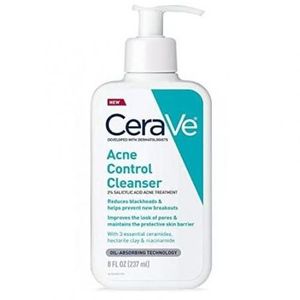 NEW
CeraVe
DEVELOPED WITH DERMATOLOGISTS
Acne
Control
Cleanser
2% SALICYLIC ACID ACNE TREATMENT
Reduces blackheads &
helps prevent new breakouts
Improves the look of pores &
maintains the protective skin barrier
With 3 essential ceramides,
hectorite clay & niacinamide
OIL-ABSORBING TECHNOLOGY
8 FL OZ (237 ml)